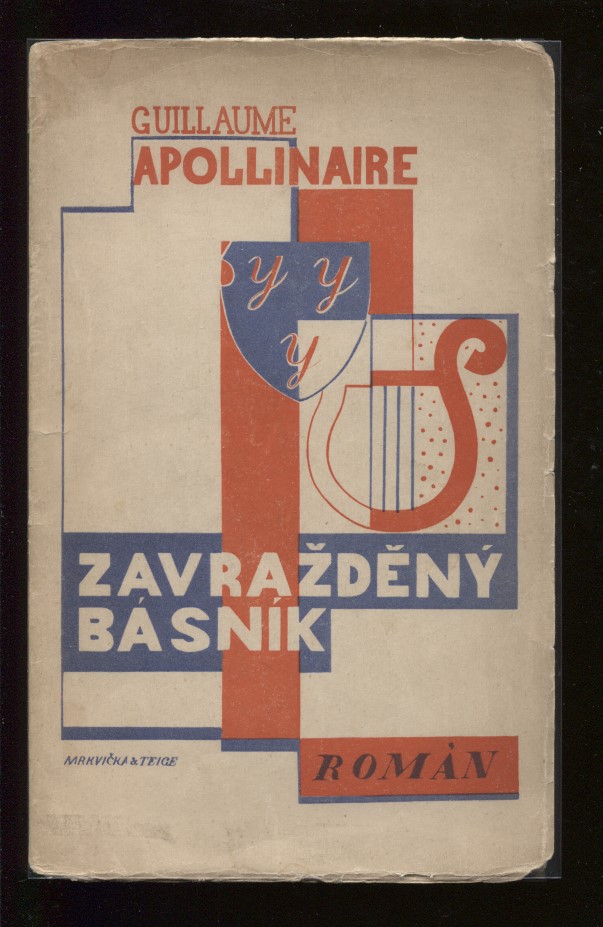 GUILLAUME
APOLLINAIRE
y y
y
ZAVRAŽDĚNÝ
BÁSNÍK
MRKVIČKA & TEIGE
ROMÁN